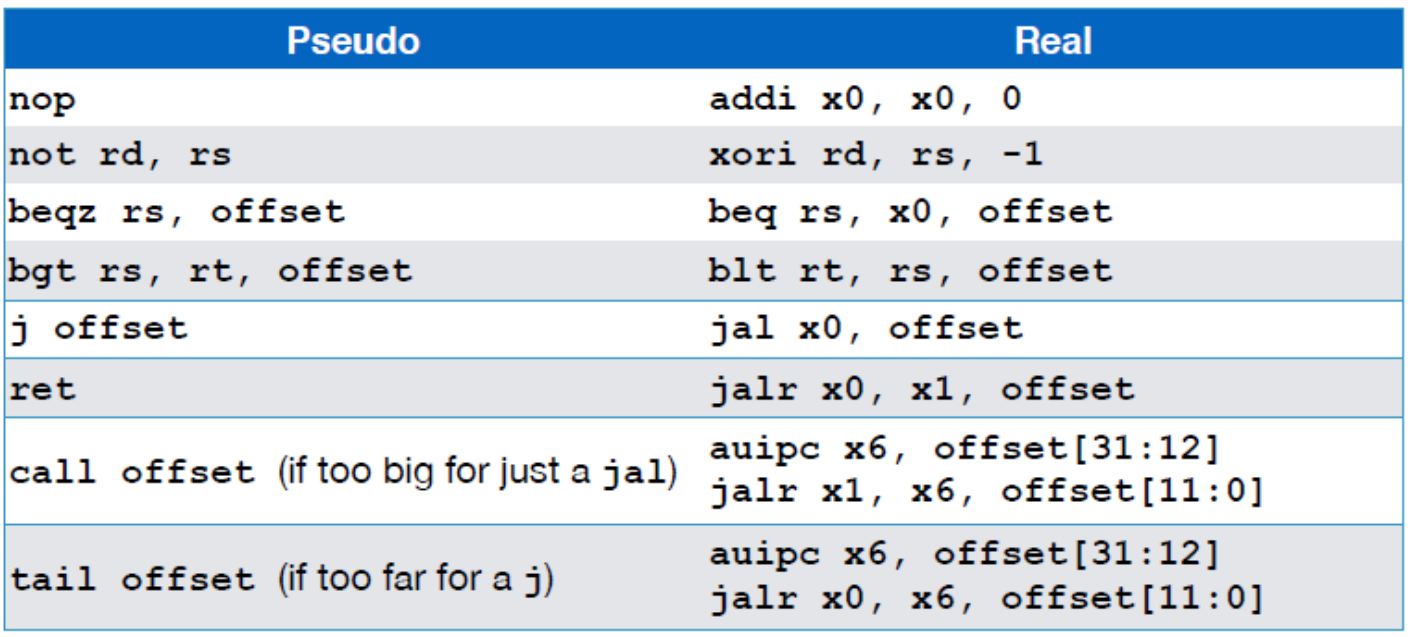 Pseudo Real
nop addi x0, x0, 0
not rd, rs xori rd, rs, -1
beqz rs, offset beq rs, x0, offset
bgt rs, rt, offset blt rt, rs, offset
j offset jal x0, offset
ret jalr x0, x1, offset
call offset (if too big for just a jal) auipc x6, offset[31:12]
jalr x1, x6, offset[11:0]
tail offset (if too far for a j) auipc x6, offset[31:12]
jalr x0, x6, offset[11:0]